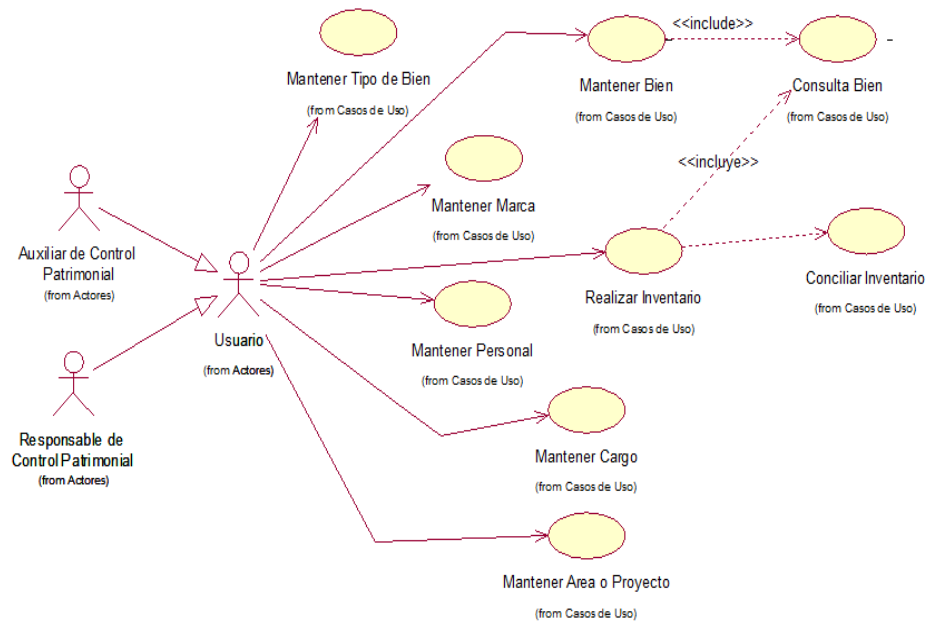 <<include>>
Mantener Tipo de Bien
(from Casos de Uso)
Mantener Bien
(from Casos de Uso)
Consulta Bien
(from Casos de Uso)
<<incluye>>
Mantener Marca
(from Casos de Uso)
Auxiliar de Control
Patrimonial
(from Actores)
Realizar Inventario
(from Casos de Uso)
Conciliar Inventario
(from Casos de Uso)
Usuario
(from Actores)
Mantener Personal
(from Casos de Uso)
Responsable de
Control Patrimonial
(from Actores)
Mantener Cargo
(from Casos de Uso)
Mantener Area o Proyecto
(from Casos de Uso)